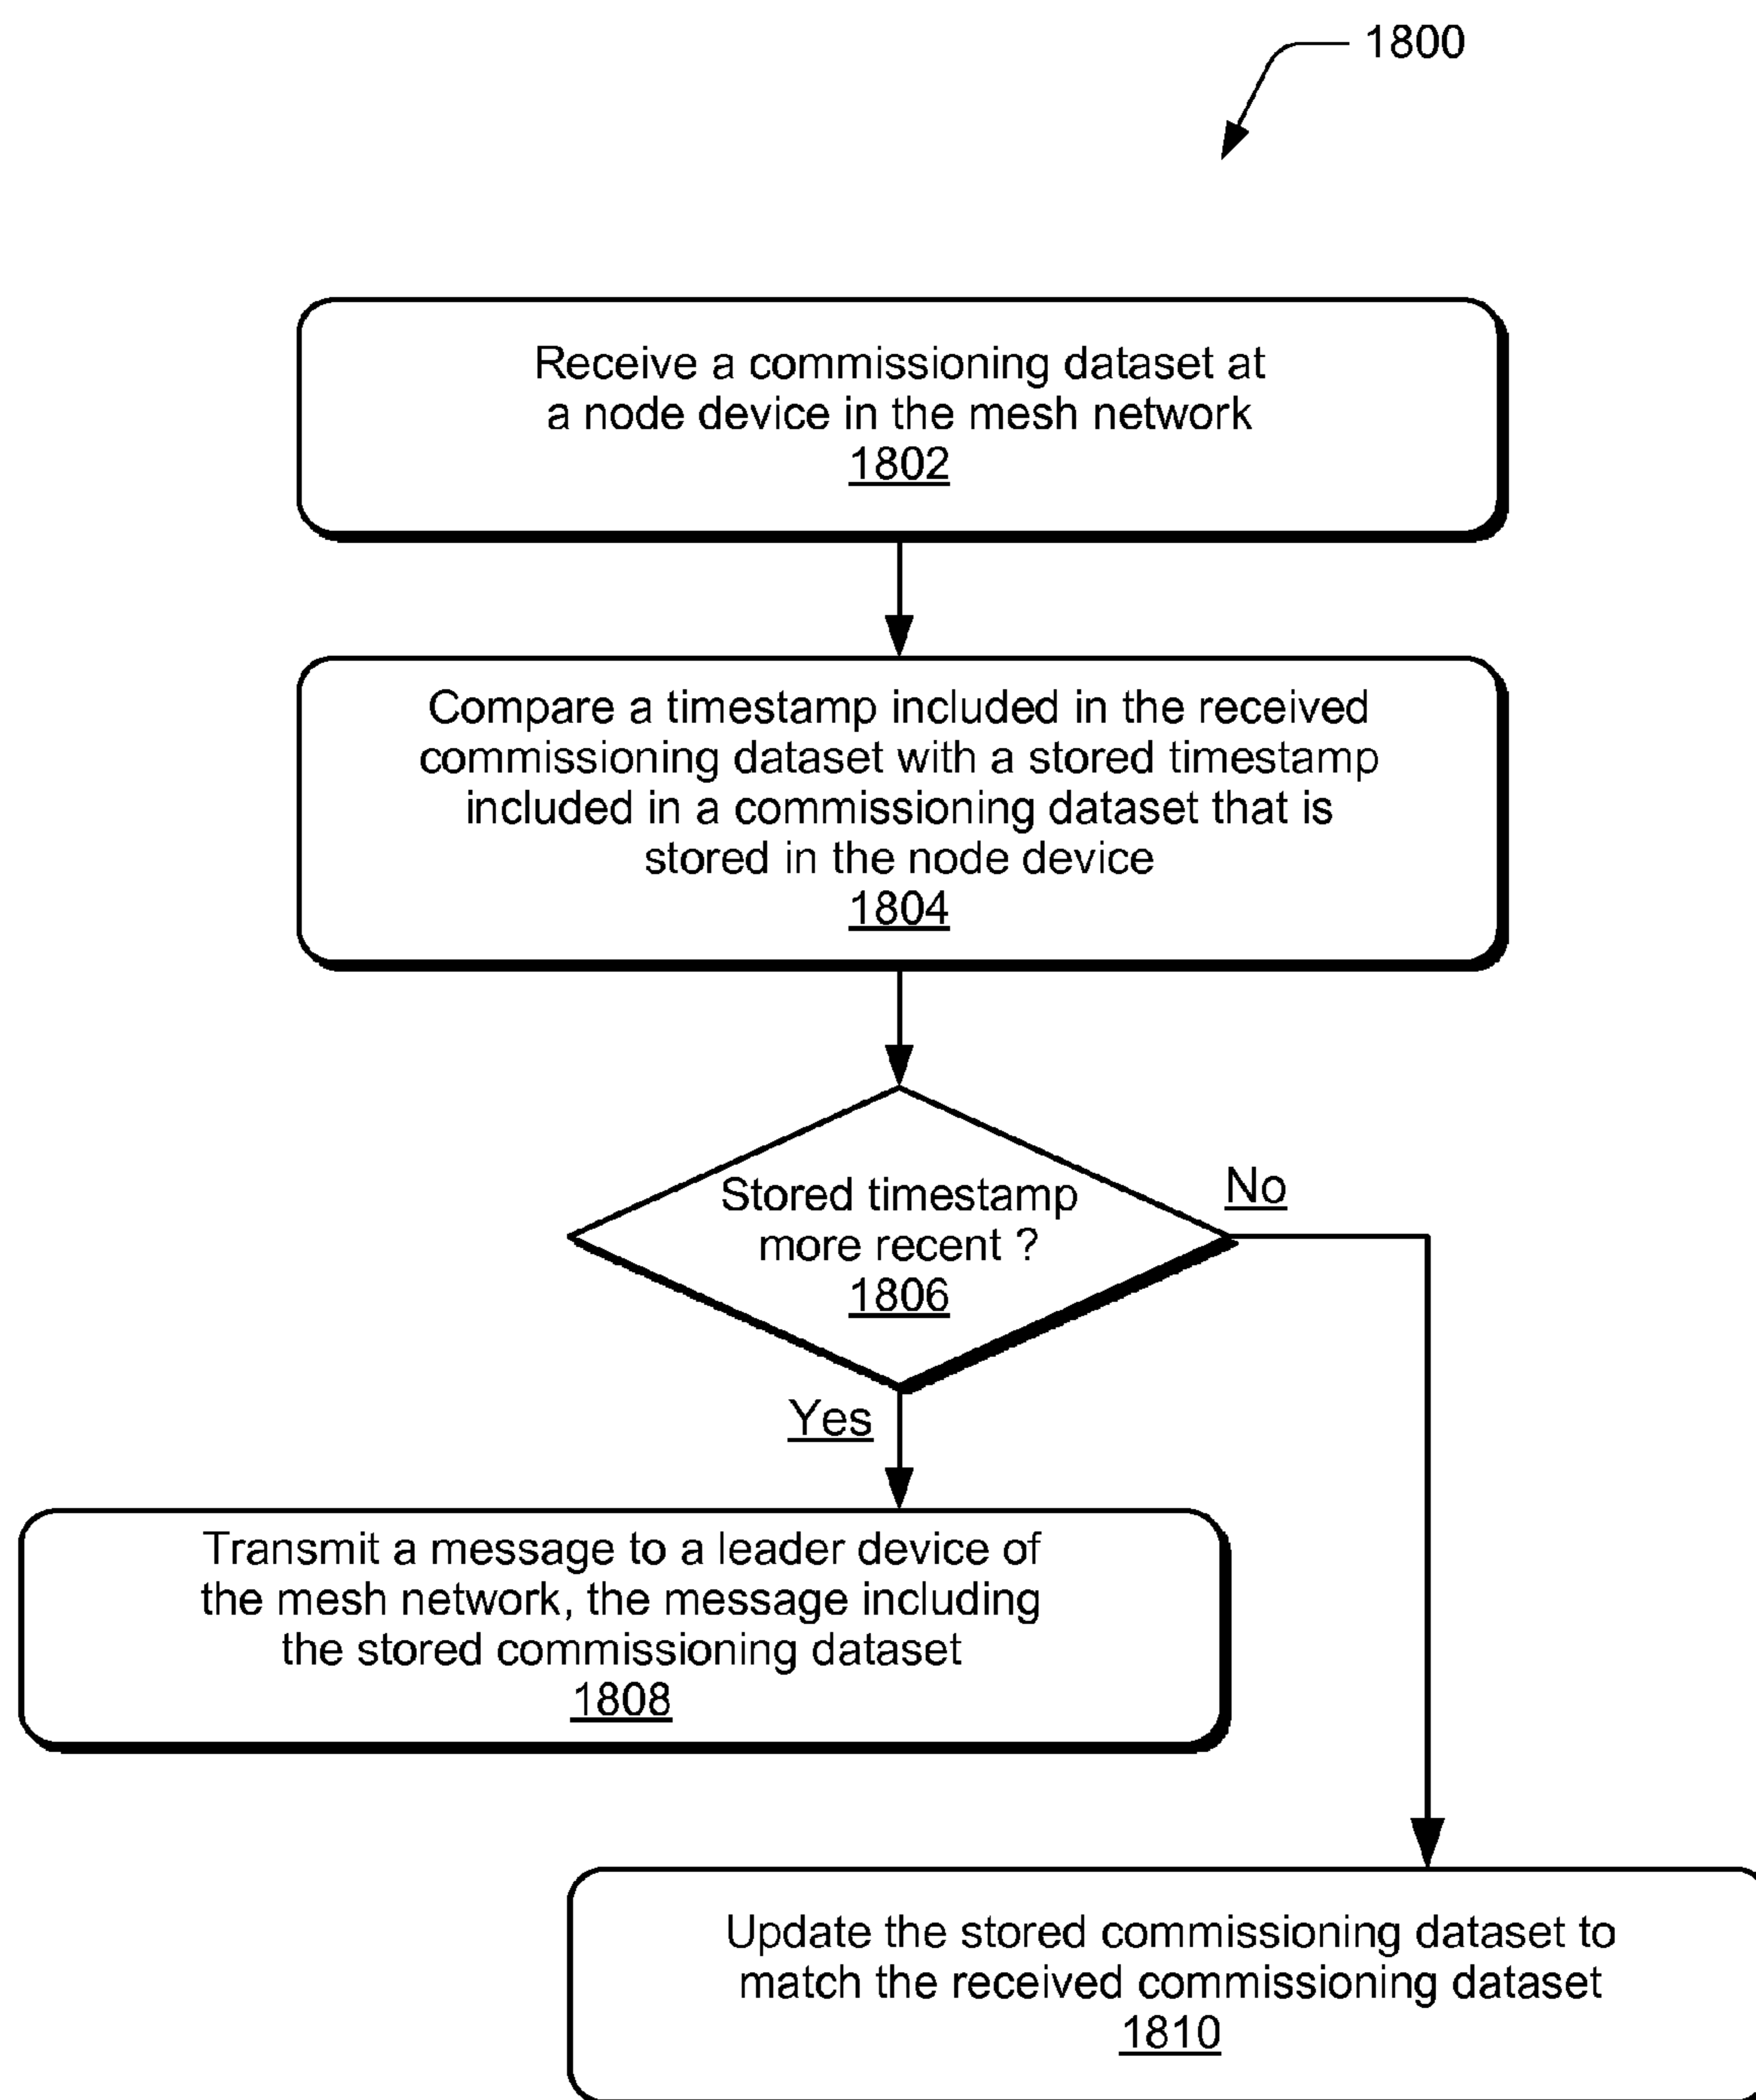 1800
Receive a commissioning dataset at
a node device in the mesh network
1802
Compare a timestamp included in the received
commissioning dataset with a stored timestamp
included in a commissioning dataset that is
stored in the node device
1804
Stored timestamp
more recent ?
1806
No
Yes
Transmit a message to a leader device of
the mesh network, the message including
the stored commissioning dataset
1808
Update the stored commissioning dataset to
match the received commissioning dataset
1810